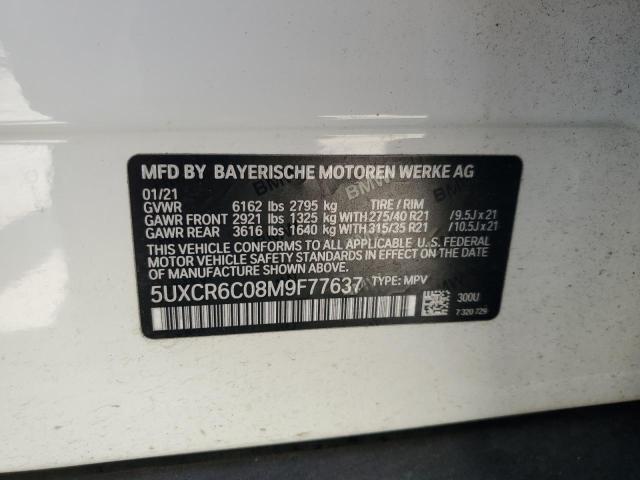 MFD BY BAYERISCHE MOTOREN WERKE AG
01/21
GVWR 6162 lbs 2795 kg TIRE / RIM
GAWR FRONT 2921 lbs 1325 kg WITH 275/40 R21 /9.5J x 21
GAWR REAR 3616 lbs 1640 kg WITH 315/35 R21 /10.5J x 21
THIS VEHICLE CONFORMS TO ALL APPLICABLE U.S. FEDERAL
MOTOR VEHICLE SAFETY STANDARDS IN EFFECT ON THE DATE
OF MANUFACTURE SHOWN ABOVE.
5UXCR6C08M9F77637 TYPE: MPV
300U
7 320 729